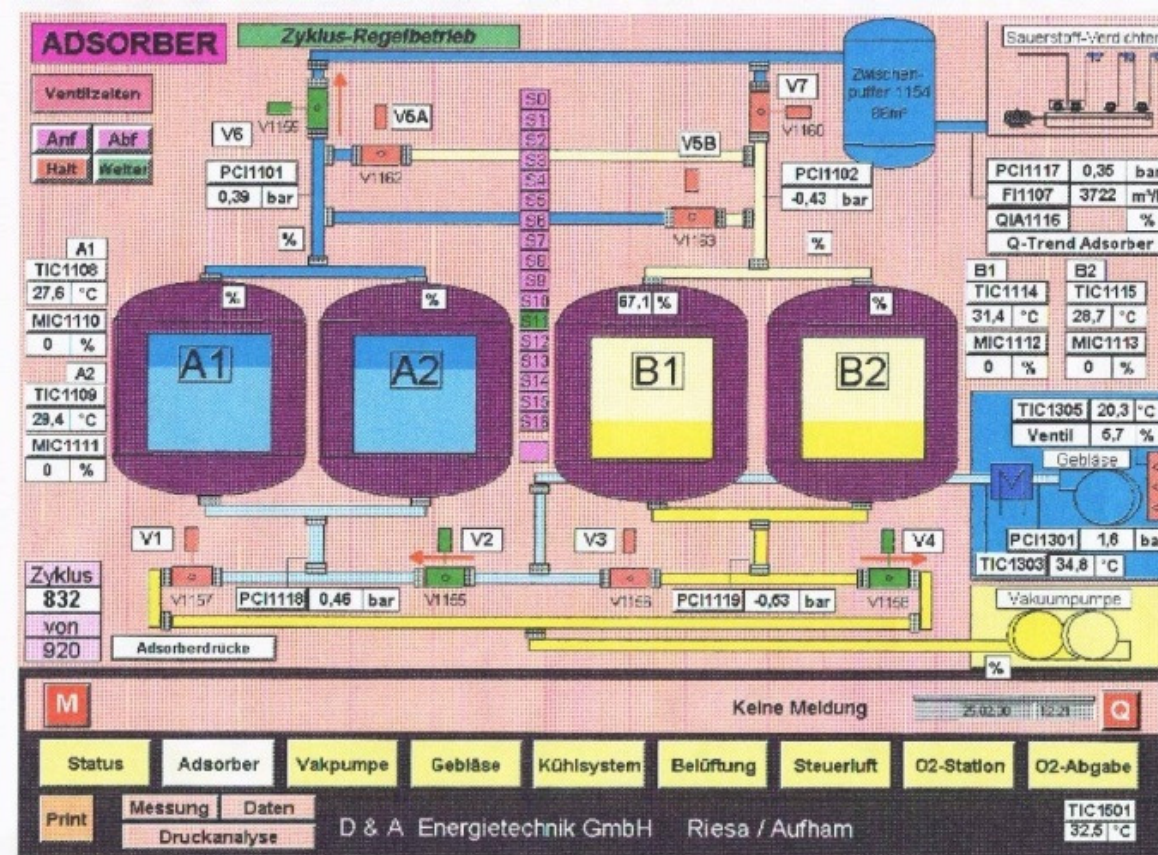 ADSORBER
Zyklus-Regelbetrieb
Ventilzeiten
Anf Abf
Halt Weiter
V6
V1159
V5A
V1162
V5B
V1163
V7
V1160
Zwischen-
puffer 1154
86m³
Sauerstoff-Verdichter
PCI1101
0,39 bar
PCI1102
-0,43 bar
PCI1117 0,35 bar
FI1107 3722
QIA1116 %
Q-Trend Adsorber
S0
S1
S2
S3
S4
S5
S6
S7
S8
S9
S10
S11
S12
S13
S14
S15
S16
%
%
A1
TIC1108
27,6 °C
MIC1110
0 %
A2
TIC1109
29,4 °C
MIC1111
0 %
%
%
67,1 %
%
A1
A2
B1
B2
B1
TIC1114
31,4 °C
MIC1112
0 %
B2
TIC1115
28,7 °C
MIC1113
0 %
TIC1305 20,3 °C
Ventil 5,7 %
Gebläse
PCI1301 1,6
TIC1303 34,8 °C
V1
V1157
V2
V1155
V3
V1156
V4
V1158
PCI1118 0,46 bar
PCI1119 -0,63 bar
Zyklus
832
von
920
Adsorberdrücke
Vakuumpumpe
%
M
Keine Meldung
12:21
Q
Status
Adsorber
Vakpumpe
Gebläse
Kühlsystem
Belüftung
Steuerluft
O2-Station
O2-Abgabe
Print
Messung Daten
Druckanalyse
D & A Energietechnik GmbH Riesa / Aufham
TIC1501
32,5 °C